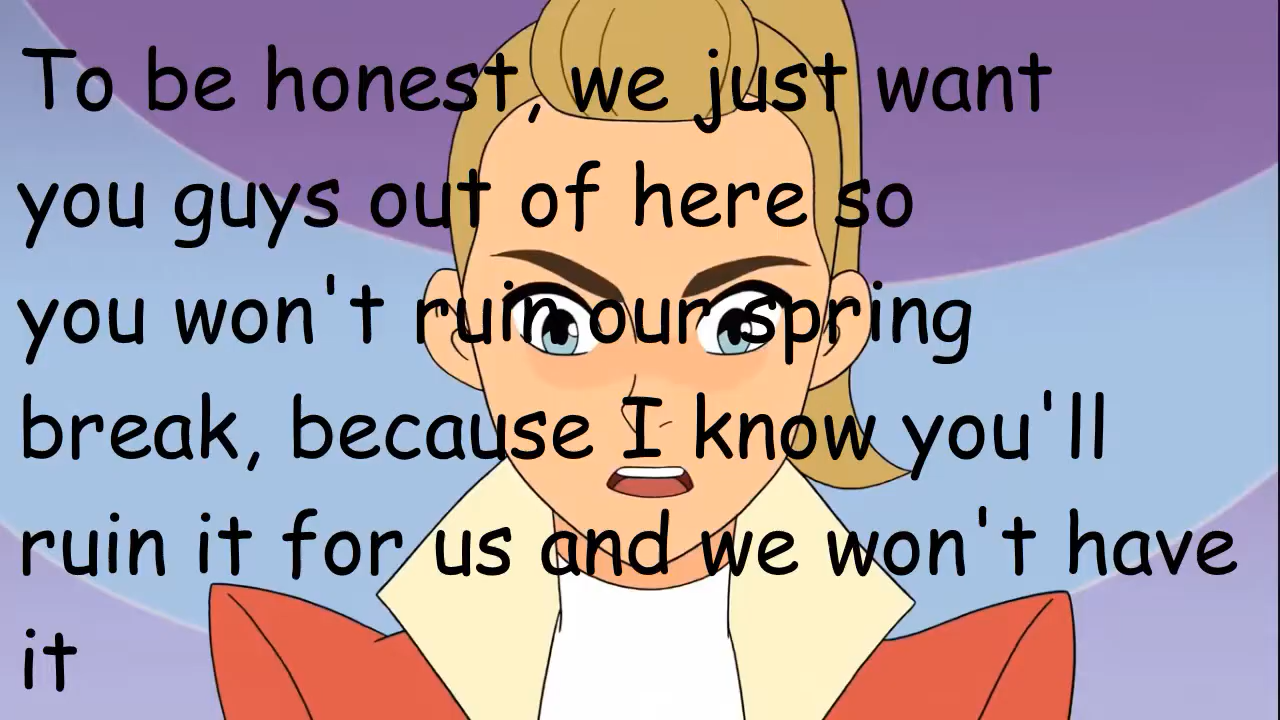 To be honest, we just want
you guys out of here so
you won't ruin our spring
break, because I know you'll
ruin it for us and we won't have
it